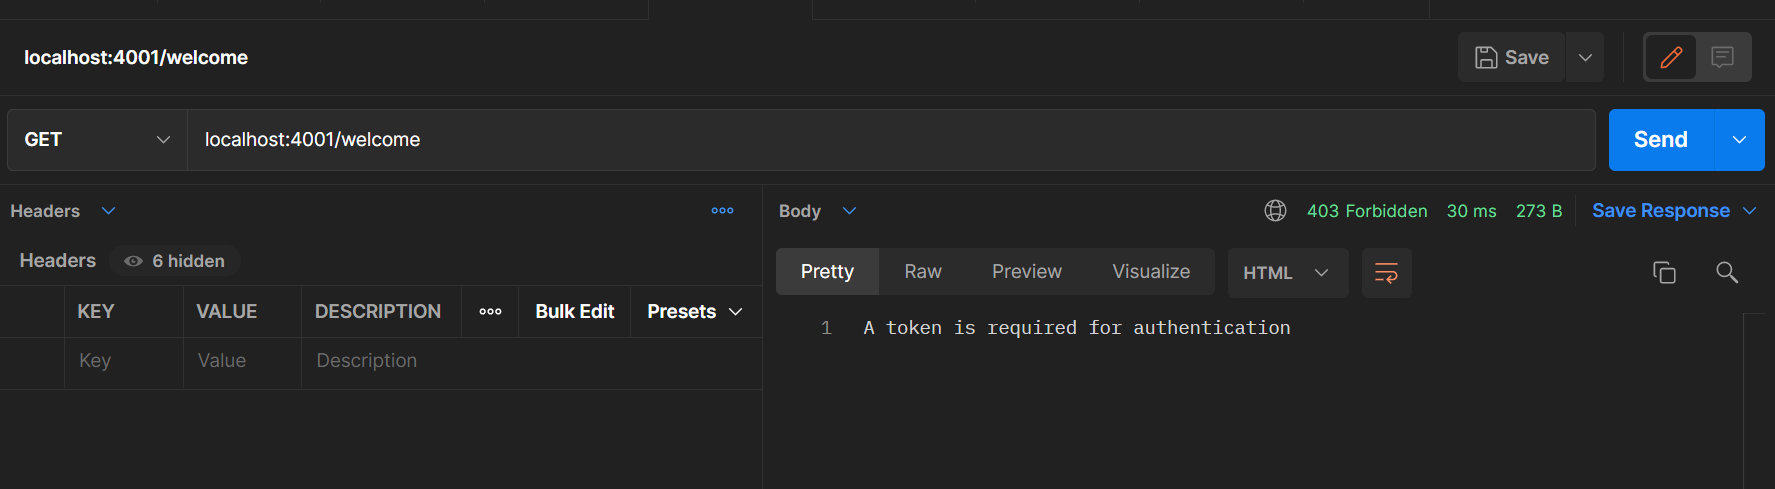 localhost:4001/welcome
Save
GET
localhost:4001/welcome
Send
Headers
Body
403 Forbidden 30 ms 273 B Save Response
Headers 6 hidden
Pretty Raw Preview Visualize HTML
KEY VALUE DESCRIPTION Bulk Edit Presets
1 A token is required for authentication
Key Value Description